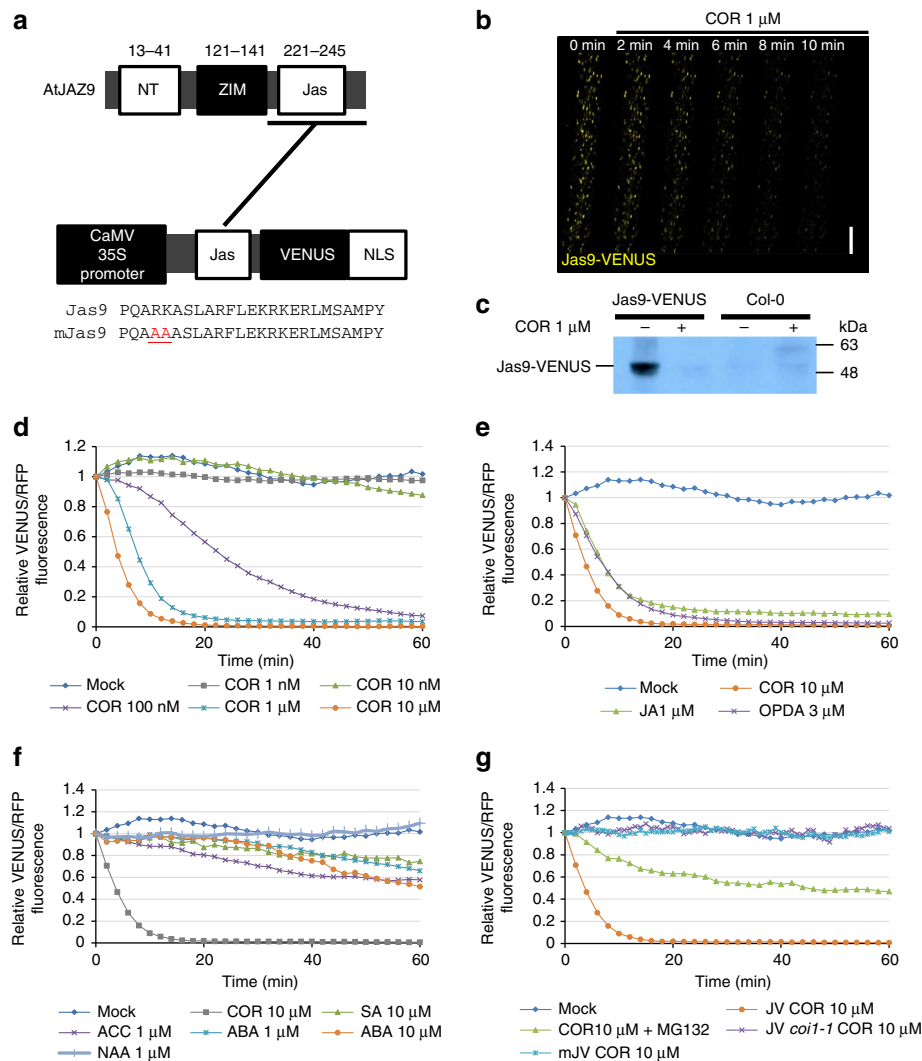 a
13–41 121–141 221–245
AtJAZ9 NT ZIM Jas
CaMV
35S
promoter
Jas VENUS NLS
Jas9 PQARKASLARFLEKRKERLMSAMPY
mJas9 PQAAAASLARFLEKRKERLMSAMPY
b
COR 1 μM
0 min 2 min 4 min 6 min 8 min 10 min
Jas9-VENUS
c
Jas9-VENUS Col-0
COR 1 μM – + – + kDa
63
Jas9-VENUS
48
d
Relative VENUS/RFP
fluorescence
1.2
1
0.8
0.6
0.4
0.2
0
0 20 40 60
Time (min)
Mock COR 1 nM COR 10 nM
COR 100 nM COR 1 μM COR 10 μM
e
Relative VENUS/RFP
fluorescence
1.4
1.2
1
0.8
0.6
0.4
0.2
0
0 20 40 60
Time (min)
Mock COR 10 μM
JA1 μM OPDA 3 μM
f
Relative VENUS/RFP
fluorescence
1.4
1.2
1
0.8
0.6
0.4
0.2
0
0 20 40 60
Time (min)
Mock COR 10 μM SA 10 μM
ACC 1 μM ABA 1 μM ABA 10 μM
NAA 1 μM
g
Relative VENUS/RFP
fluorescence
1.4
1.2
1
0.8
0.6
0.4
0.2
0
0 20 40 60
Time (min)
Mock JV COR 10 μM
COR10 μM + MG132 JV coi1-1 COR 10 μM
mJV COR 10 μM